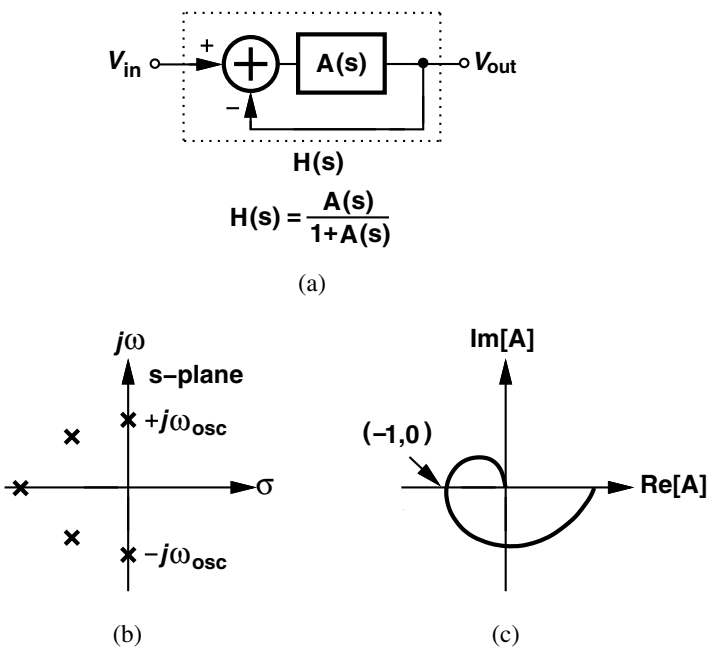 V_in + − A(s) V_out
H(s)
H(s) = A(s) / 1+A(s)
(a)
jω
s−plane
+jω_osc
σ
−jω_osc
(b)
Im[A]
(−1,0)
Re[A]
(c)